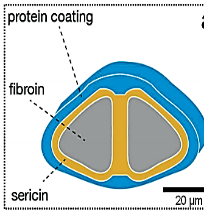 protein coating
a
fibroin
sericin
20 µm